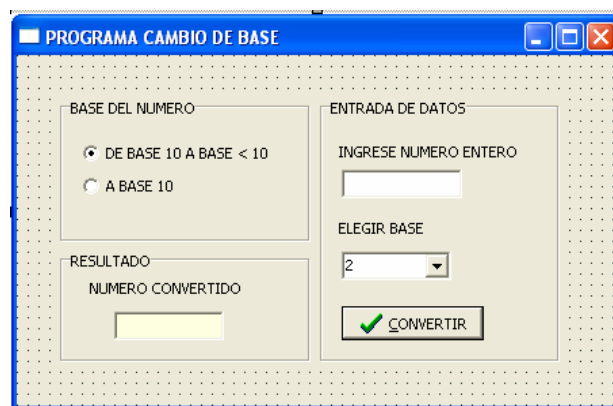 PROGRAMA CAMBIO DE BASE
BASE DEL NUMERO
DE BASE 10 A BASE < 10
A BASE 10
RESULTADO
NUMERO CONVERTIDO
ENTRADA DE DATOS
INGRESE NUMERO ENTERO
ELEGIR BASE
2
CONVERTIR